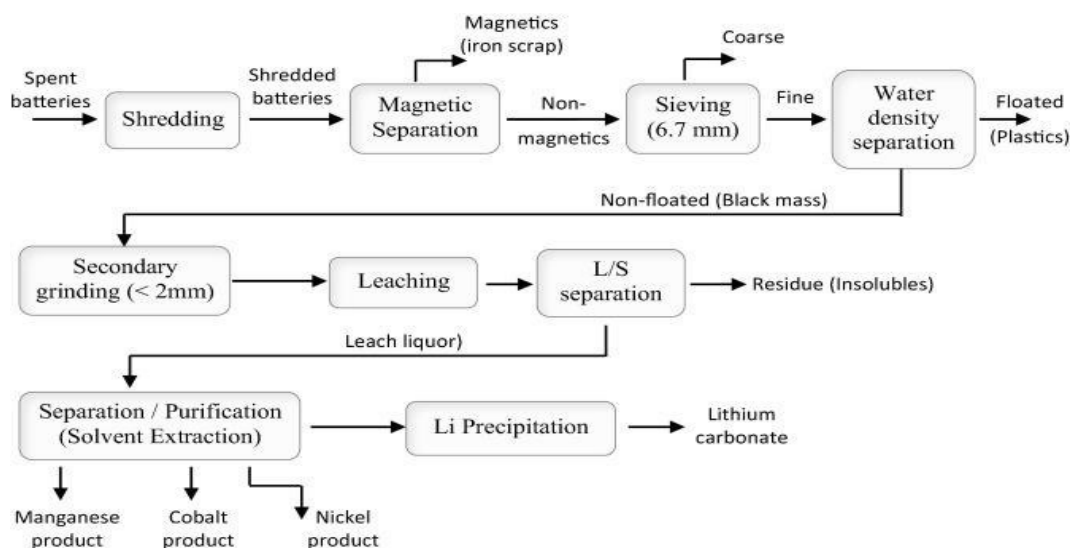 Magnetics
(iron scrap)
Coarse
Spent
batteries
Shredding
Shredded
batteries
Magnetic
Separation
Non-
magnetics
Sieving
(6.7 mm)
Fine
Water
density
separation
Floated
(Plastics)
Non-floated (Black mass)
Secondary
grinding (< 2mm)
Leaching
L/S
separation
Residue (Insolubles)
Leach liquor)
Separation / Purification
(Solvent Extraction)
Li Precipitation
Lithium
carbonate
Manganese
product
Cobalt
product
Nickel
product